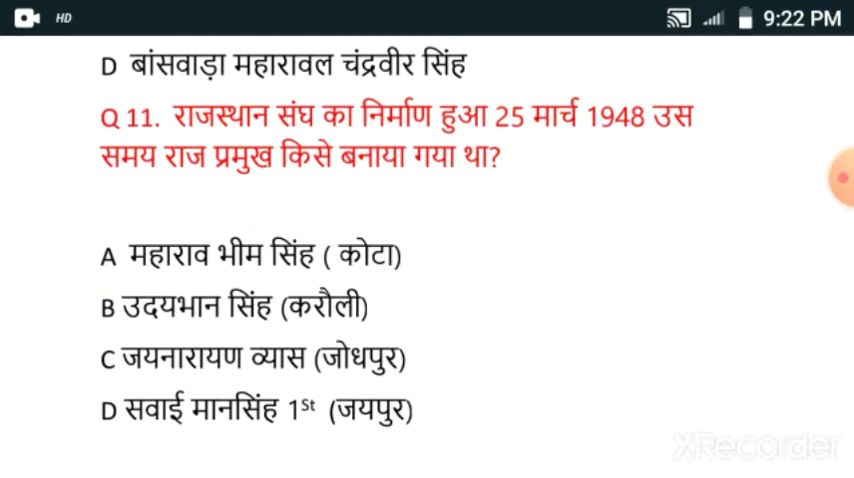 HD 9:22 PM
D बांसवाड़ा महारावल चंद्रवीर सिंह
Q 11. राजस्थान संघ का निर्माण हुआ 25 मार्च 1948 उस
समय राज प्रमुख किसे बनाया गया था?
A महाराव भीम सिंह ( कोटा)
B उदयभान सिंह (करौली)
C जयनारायण व्यास (जोधपुर)
D सवाई मानसिंह 1St (जयपुर)
XRecorder